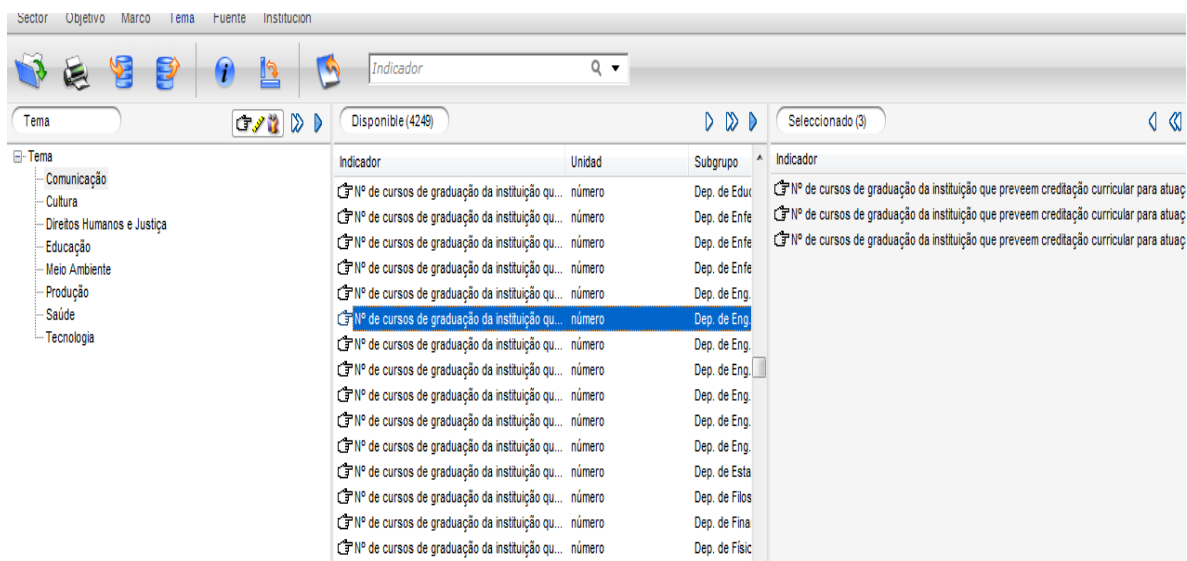 Sector Objetivo Marco Tema Fuente Institución
Indicador
Tema
Disponible (4249)
Seleccionado (3)
Tema
Comunicação
Cultura
Direitos Humanos e Justiça
Educação
Meio Ambiente
Produção
Saúde
Tecnologia
Indicador Unidad Subgrupo
Nº de cursos de graduação da instituição qu... número Dep. de Educ
Nº de cursos de graduação da instituição qu... número Dep. de Enfe
Nº de cursos de graduação da instituição qu... número Dep. de Enfe
Nº de cursos de graduação da instituição qu... número Dep. de Enfe
Nº de cursos de graduação da instituição qu... número Dep. de Eng.
Nº de cursos de graduação da instituição qu... número Dep. de Eng.
Nº de cursos de graduação da instituição qu... número Dep. de Eng.
Nº de cursos de graduação da instituição qu... número Dep. de Eng.
Nº de cursos de graduação da instituição qu... número Dep. de Eng.
Nº de cursos de graduação da instituição qu... número Dep. de Eng.
Nº de cursos de graduação da instituição qu... número Dep. de Eng.
Nº de cursos de graduação da instituição qu... número Dep. de Esta
Nº de cursos de graduação da instituição qu... número Dep. de Filos
Nº de cursos de graduação da instituição qu... número Dep. de Fina
Nº de cursos de graduação da instituição qu... número Dep. de Físic
Indicador
Nº de cursos de graduação da instituição que preveem creditação curricular para atuaç
Nº de cursos de graduação da instituição que preveem creditação curricular para atuaç
Nº de cursos de graduação da instituição que preveem creditação curricular para atuaç